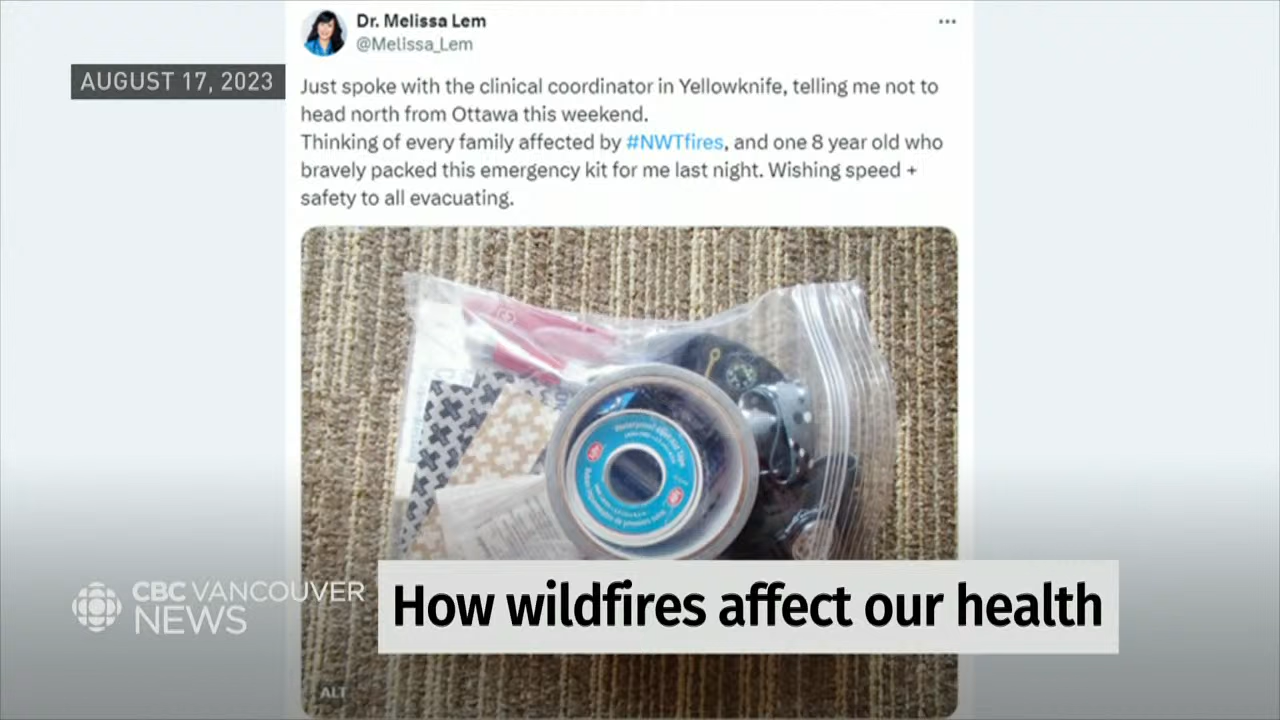 Dr. Melissa Lem
@Melissa_Lem
AUGUST 17, 2023
Just spoke with the clinical coordinator in Yellowknife, telling me not to
head north from Ottawa this weekend.
Thinking of every family affected by #NWTfires, and one 8 year old who
bravely packed this emergency kit for me last night. Wishing speed +
safety to all evacuating.
Waterproof
CBC VANCOUVER
NEWS
How wildfires affect our health
ALT